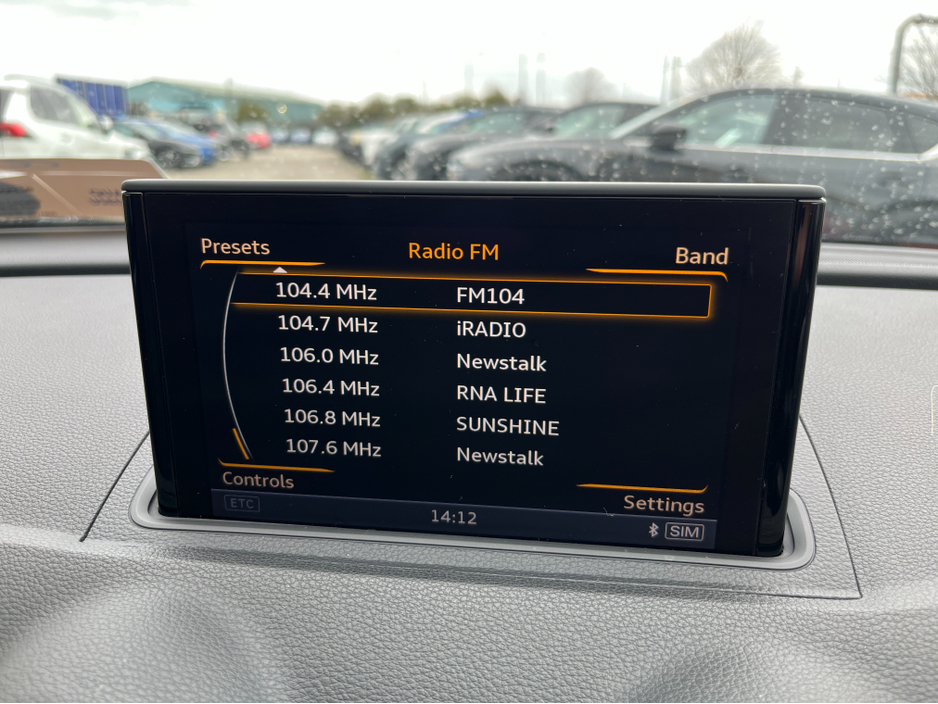 Presets Radio FM Band
104.4 MHz FM104
104.7 MHz iRADIO
106.0 MHz Newstalk
106.4 MHz RNA LIFE
106.8 MHz SUNSHINE
107.6 MHz Newstalk
Controls Settings
ETC 14:12 SIM